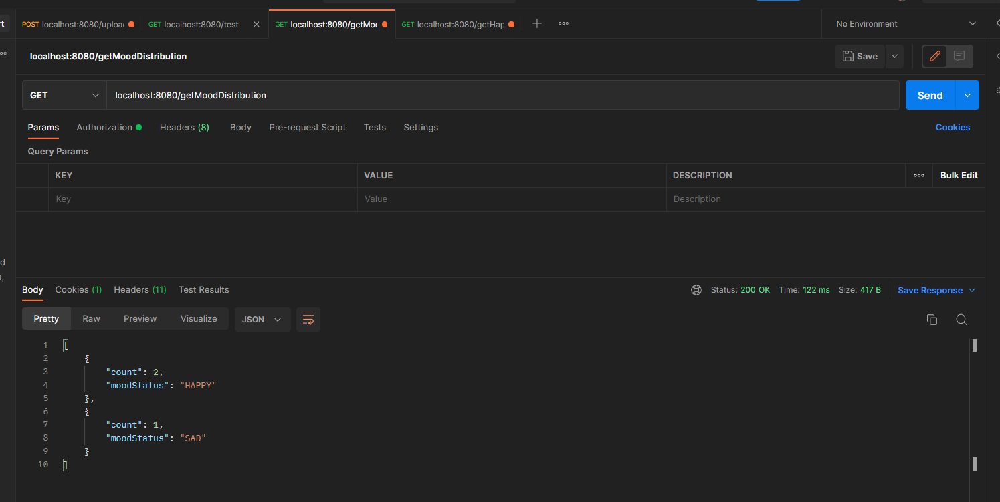 rt POST localhost:8080/uploa GET localhost:8080/test GET localhost:8080/getMoo GET localhost:8080/getHap No Environment
localhost:8080/getMoodDistribution Save
GET localhost:8080/getMoodDistribution Send
Params Authorization Headers (8) Body Pre-request Script Tests Settings Cookies
Query Params
KEY VALUE DESCRIPTION Bulk Edit
Key Value Description
d
s,
Body Cookies (1) Headers (11) Test Results Status: 200 OK Time: 122 ms Size: 417 B Save Response
Pretty Raw Preview Visualize JSON
1 [
2 {
3 "count": 2,
4 "moodStatus": "HAPPY"
5 },
6 {
7 "count": 1,
8 "moodStatus": "SAD"
9 }
10 ]